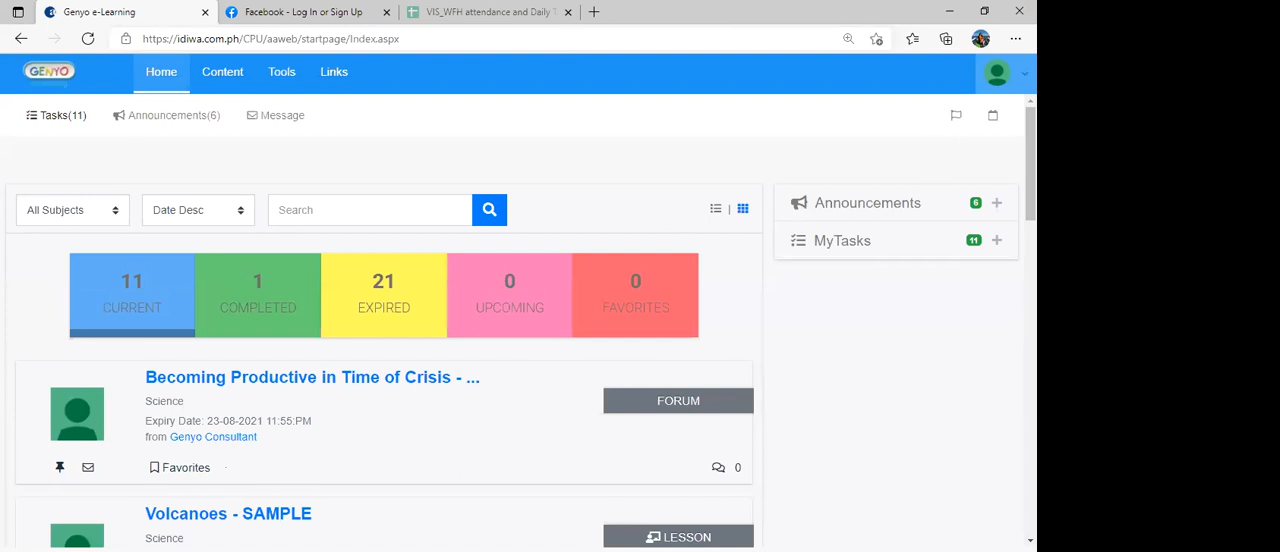 Genyo e-Learning
Facebook - Log In or Sign Up
VIS_WFH attendance and Daily T
https://idiwa.com.ph/CPU/aaweb/startpage/Index.aspx
GENYO
Home Content Tools Links
Tasks(11) Announcements(6) Message
All Subjects Date Desc Search
Announcements 6
MyTasks 11
11 1 21 0 0
CURRENT COMPLETED EXPIRED UPCOMING FAVORITES
Becoming Productive in Time of Crisis - ...
Science
FORUM
Expiry Date: 23-08-2021 11:55:PM
from Genyo Consultant
Favorites 0
Volcanoes - SAMPLE
Science
LESSON